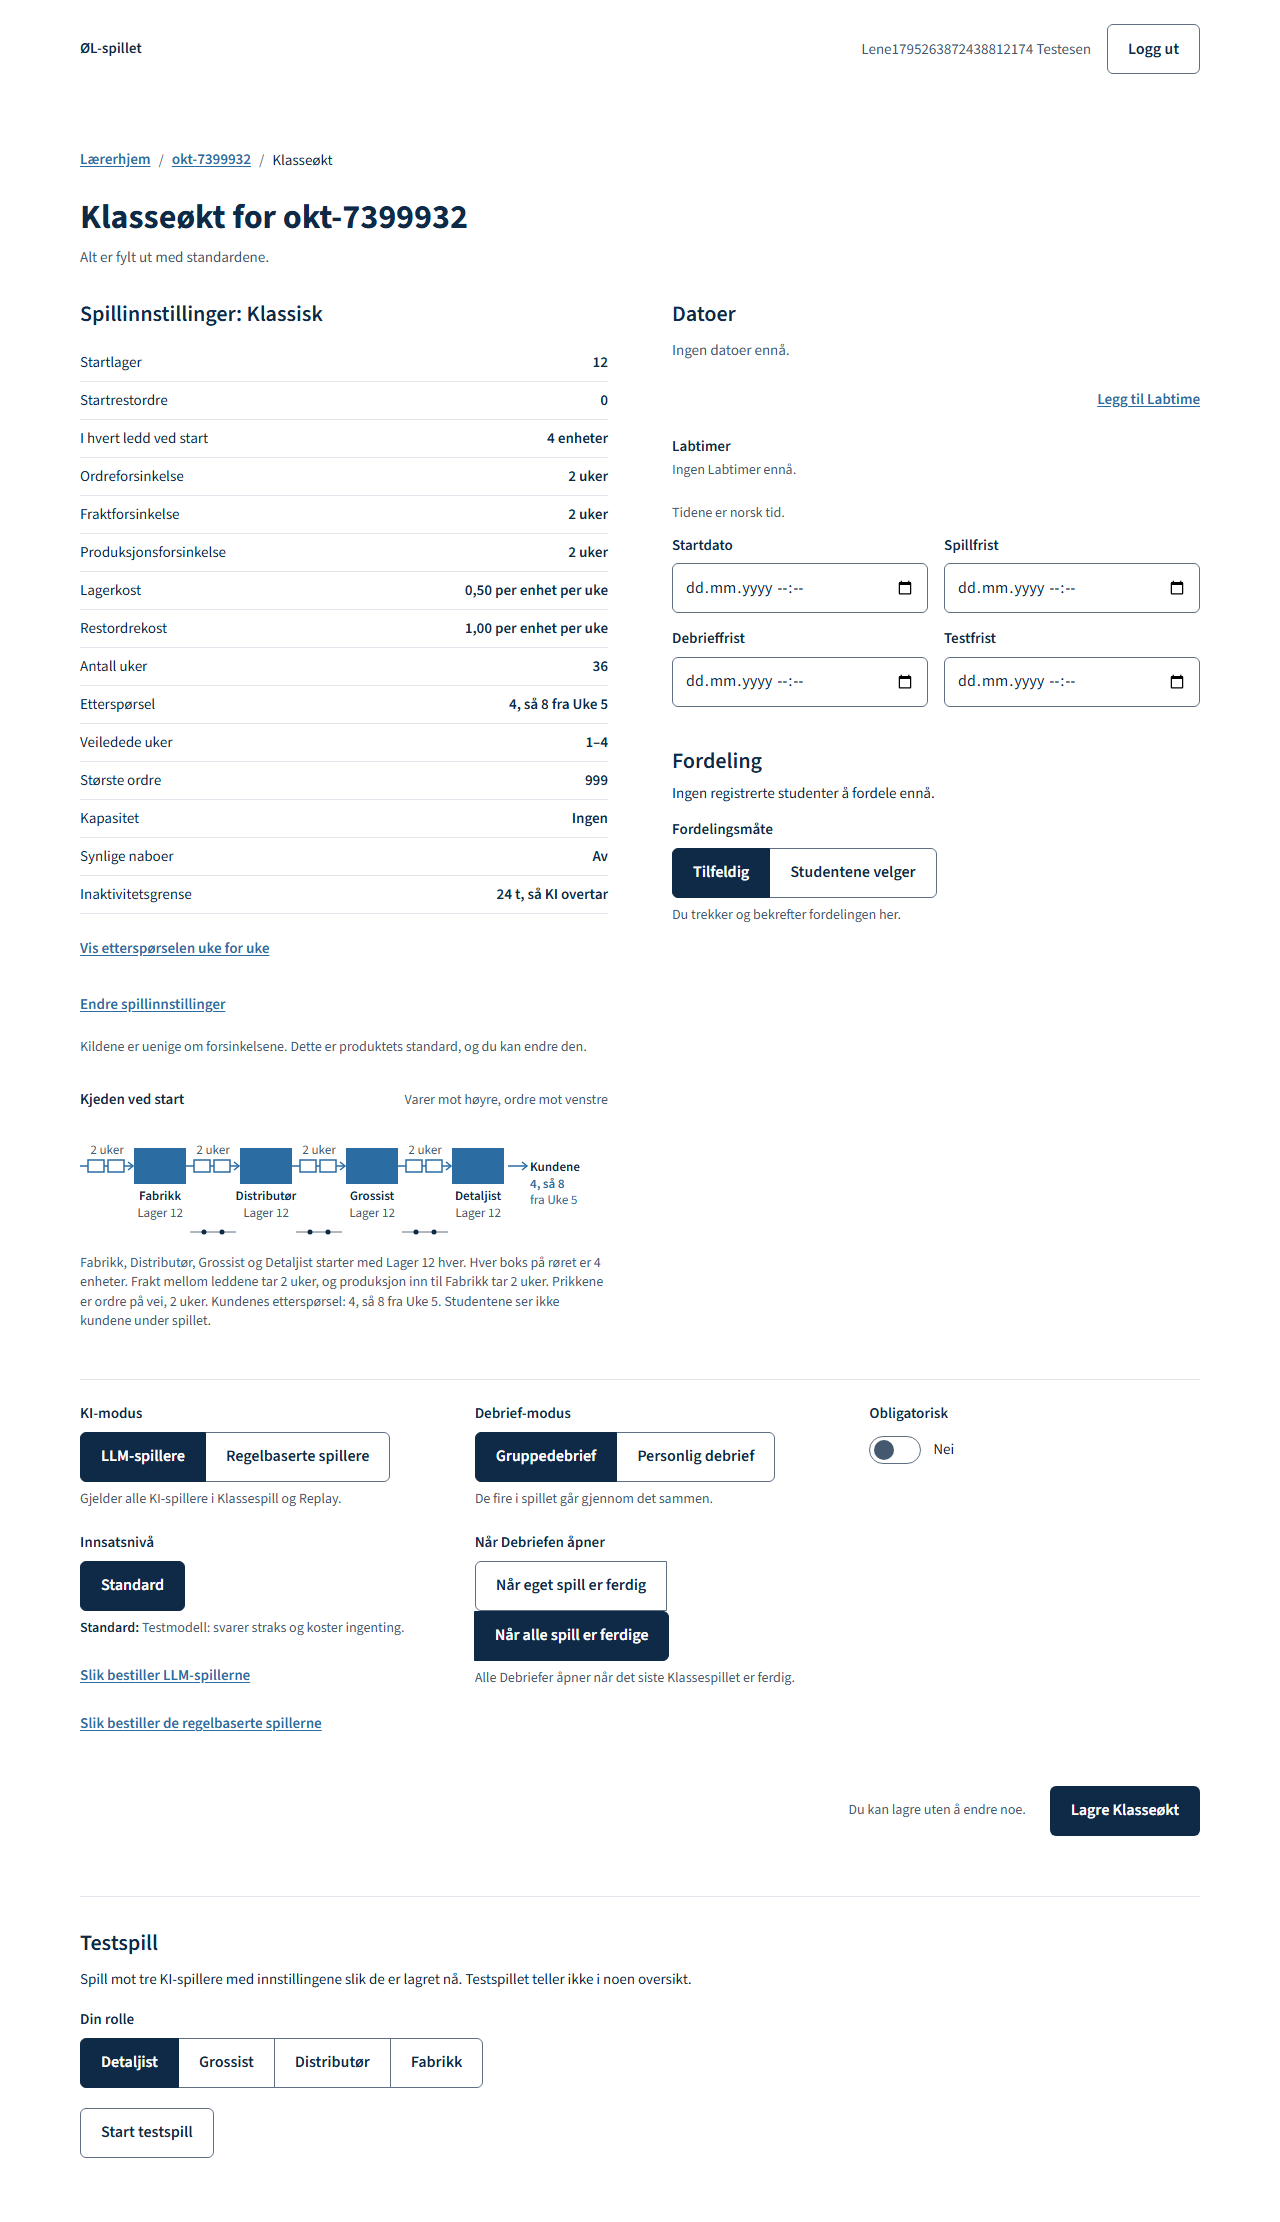 ØL-spillet
Lene1795263872438812174 Testesen
Logg ut
Lærerhjem / okt-7399932 / Klasseøkt
Klasseøkt for okt-7399932
Alt er fylt ut med standardene.
Spillinnstillinger: Klassisk
Startlager 12
Startrestordre 0
I hvert ledd ved start 4 enheter
Ordreforsinkelse 2 uker
Fraktforsinkelse 2 uker
Produksjonsforsinkelse 2 uker
Lagerkost 0,50 per enhet per uke
Restordrekost 1,00 per enhet per uke
Antall uker 36
Etterspørsel 4, så 8 fra Uke 5
Veiledede uker 1–4
Største ordre 999
Kapasitet Ingen
Synlige naboer Av
Inaktivitetsgrense 24 t, så KI overtar
Vis etterspørselen uke for uke
Endre spillinnstillinger
Kildene er uenige om forsinkelsene. Dette er produktets standard, og du kan endre den.
Kjeden ved start
Varer mot høyre, ordre mot venstre
2 uker 2 uker 2 uker 2 uker
Fabrikk Distributør Grossist Detaljist
Lager 12 Lager 12 Lager 12 Lager 12
Kundene
4, så 8
fra Uke 5
Fabrikk, Distributør, Grossist og Detaljist starter med Lager 12 hver. Hver boks på røret er 4
enheter. Frakt mellom leddene tar 2 uker, og produksjon inn til Fabrikk tar 2 uker. Prikkene
er ordre på vei, 2 uker. Kundenes etterspørsel: 4, så 8 fra Uke 5. Studentene ser ikke
kundene under spillet.
Datoer
Ingen datoer ennå.
Legg til Labtime
Labtimer
Ingen Labtimer ennå.
Tidene er norsk tid.
Startdato
dd.mm.yyyy --:--
Spillfrist
dd.mm.yyyy --:--
Debrieffrist
dd.mm.yyyy --:--
Testfrist
dd.mm.yyyy --:--
Fordeling
Ingen registrerte studenter å fordele ennå.
Fordelingsmåte
Tilfeldig Studentene velger
Du trekker og bekrefter fordelingen her.
KI-modus
LLM-spillere Regelbaserte spillere
Gjelder alle KI-spillere i Klassespill og Replay.
Innsatsnivå
Standard
Standard: Testmodell: svarer straks og koster ingenting.
Slik bestiller LLM-spillerne
Slik bestiller de regelbaserte spillerne
Debrief-modus
Gruppedebrief Personlig debrief
De fire i spillet går gjennom det sammen.
Når Debriefen åpner
Når eget spill er ferdig
Når alle spill er ferdige
Alle Debriefer åpner når det siste Klassespillet er ferdig.
Obligatorisk
Nei
Du kan lagre uten å endre noe.
Lagre Klasseøkt
Testspill
Spill mot tre KI-spillere med innstillingene slik de er lagret nå. Testspillet teller ikke i noen oversikt.
Din rolle
Detaljist Grossist Distributør Fabrikk
Start testspill